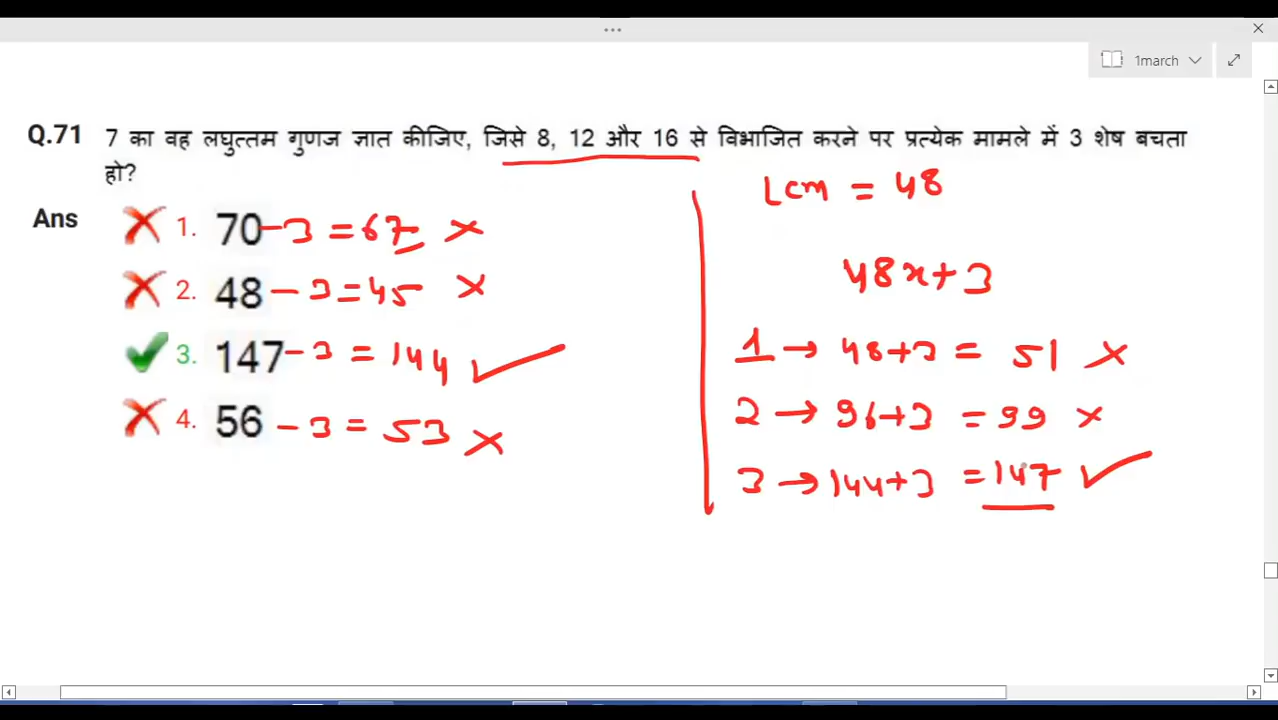 1march
Q.71 7 का वह लघुत्तम गुणज ज्ञात कीजिए, जिसे 8, 12 और 16 से विभाजित करने पर प्रत्येक मामले में 3 शेष बचता
हो?
Ans
1. 70 -3 = 67 ×
2. 48 - 3 = 45 ×
3. 147 - 3 = 144 ✓
4. 56 - 3 = 53 ×
Lcm = 48
48x+3
1 → 48+3 = 51 ×
2 → 96+3 = 99 ×
3 → 144+3 = 147 ✓